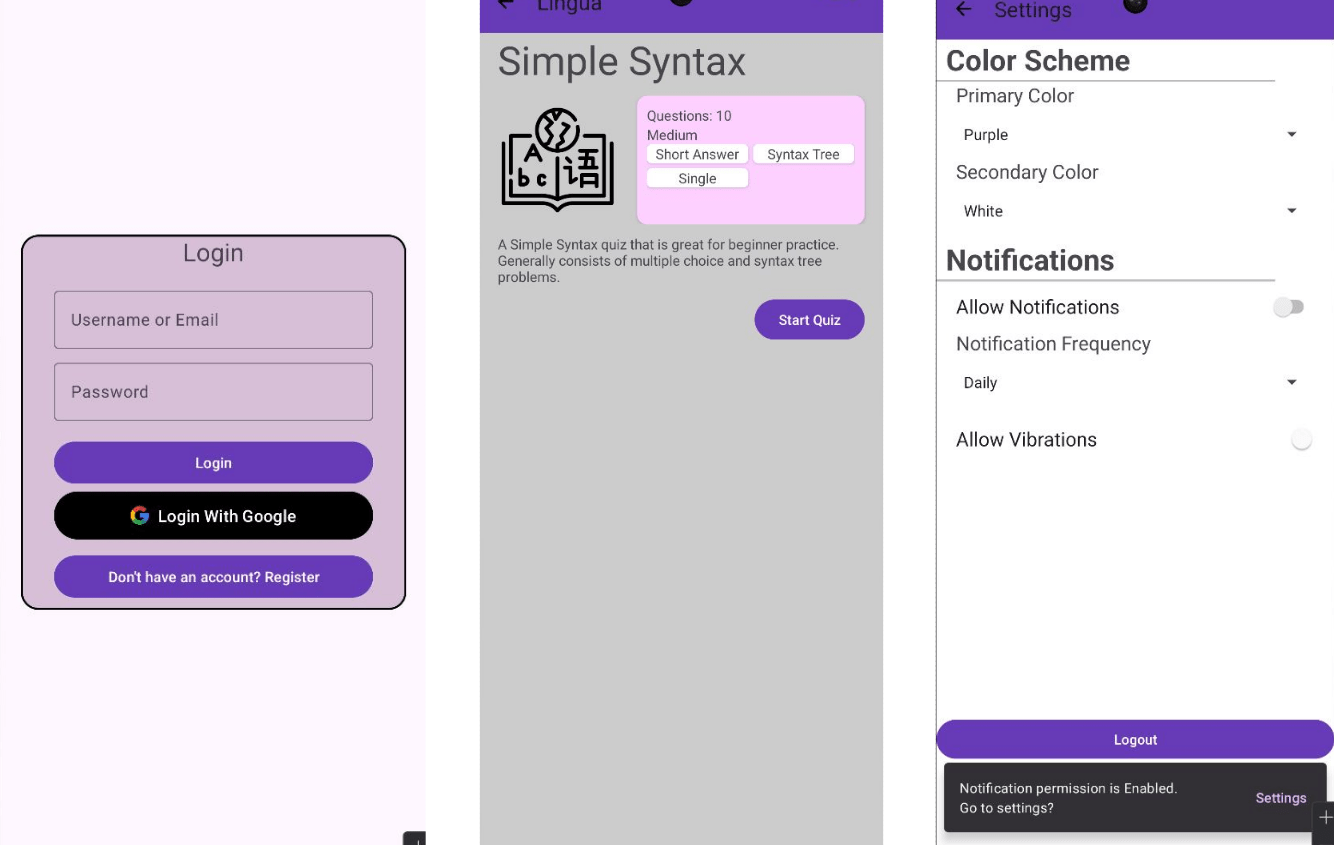 Login
Username or Email
Password
Login
Login With Google
Don't have an account? Register
Lingua
Simple Syntax
A
b c
语
Questions: 10
Medium
Short Answer
Syntax Tree
Single
A Simple Syntax quiz that is great for beginner practice.
Generally consists of multiple choice and syntax tree
problems.
Start Quiz
Settings
Color Scheme
Primary Color
Purple
Secondary Color
White
Notifications
Allow Notifications
Notification Frequency
Daily
Allow Vibrations
Logout
Notification permission is Enabled.
Go to settings?
Settings